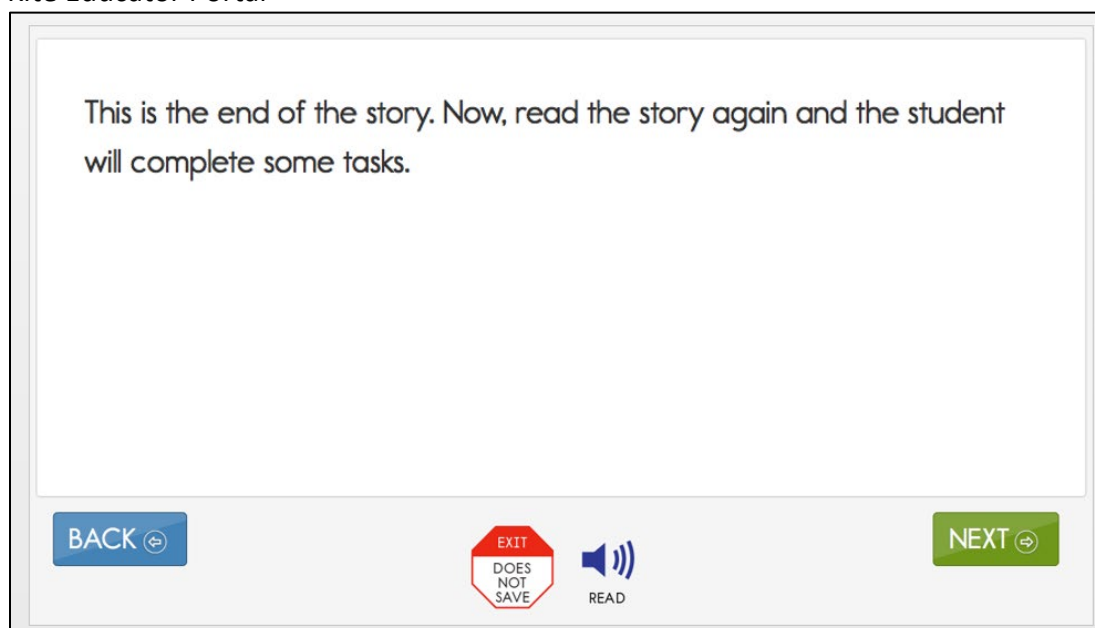 This is the end of the story. Now, read the story again and the student
will complete some tasks.
BACK
EXIT
DOES
NOT
SAVE
READ
NEXT